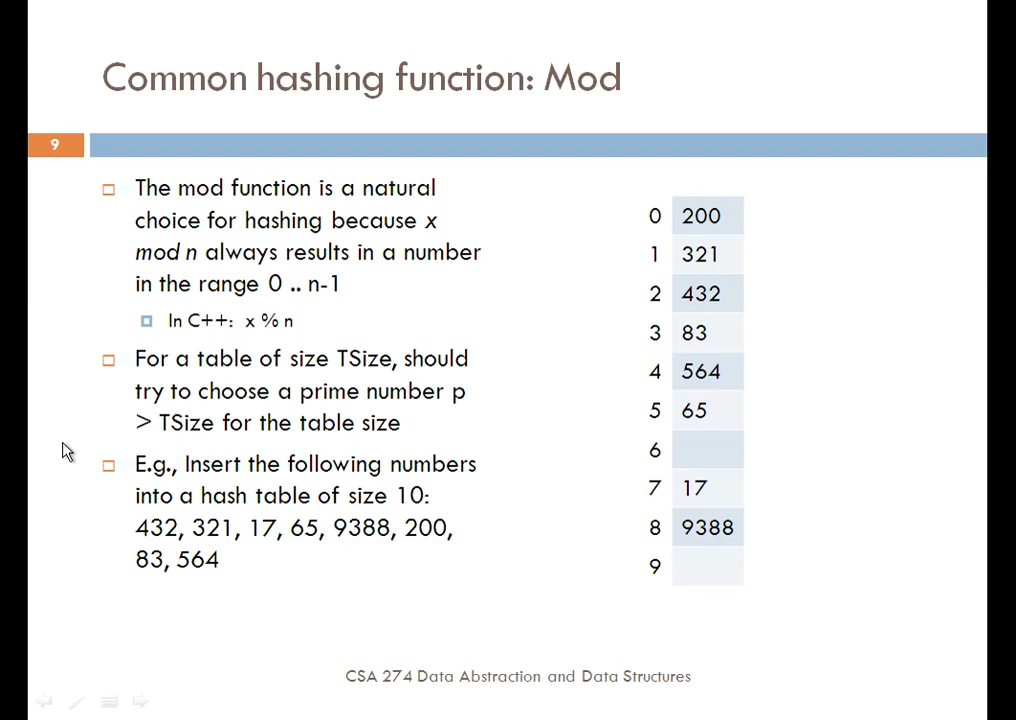 Common hashing function: Mod
9
The mod function is a natural
choice for hashing because x
mod n always results in a number
in the range 0 .. n-1
In C++: x % n
For a table of size TSize, should
try to choose a prime number p
> TSize for the table size
E.g., Insert the following numbers
into a hash table of size 10:
432, 321, 17, 65, 9388, 200,
83, 564
0 200
1 321
2 432
3 83
4 564
5 65
6
7 17
8 9388
9
CSA 274 Data Abstraction and Data Structures